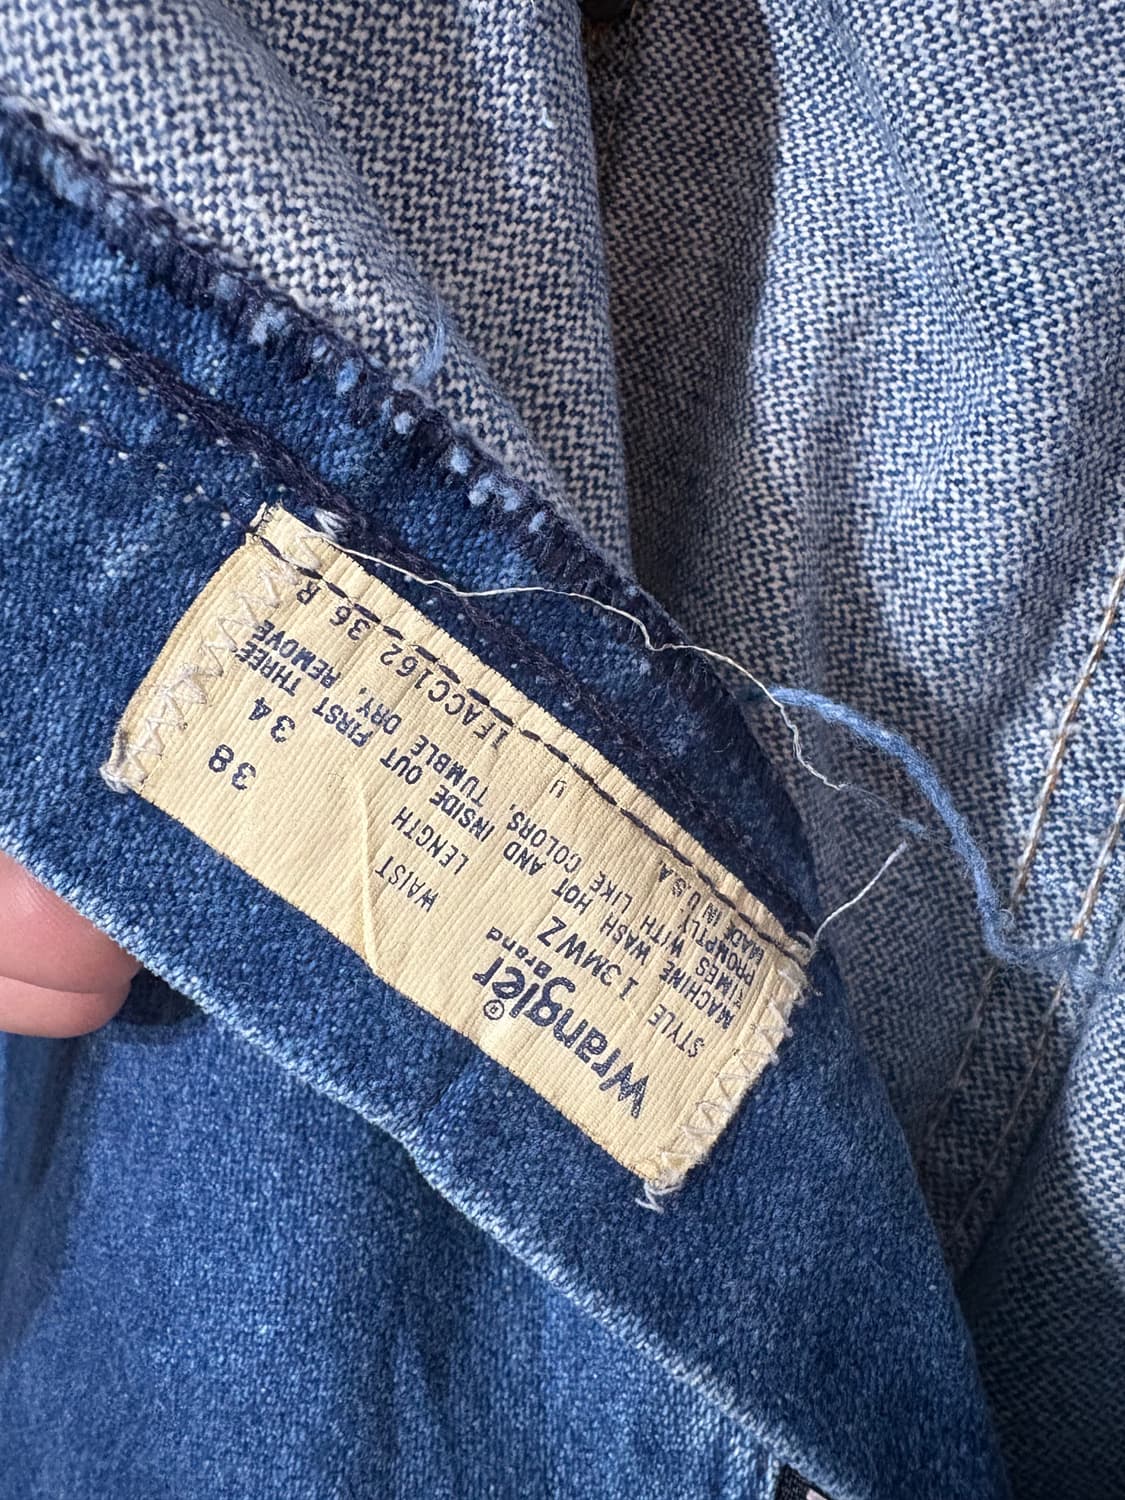 Wrangler®
Brand
WAIST 38
LENGTH 34
STYLE 13MWZ
MACHINE WASH HOT AND INSIDE OUT FIRST THREE
TIMES WITH LIKE COLORS, TUMBLE DRY, REMOVE
PROMPTLY
MADE IN U.S.A.
1FACC162 36 R